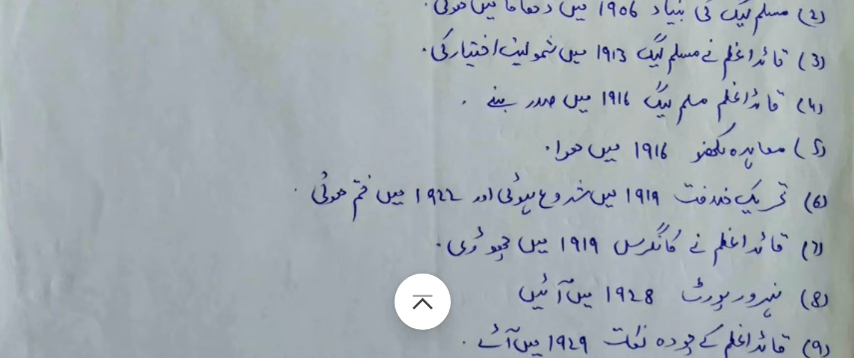 (2) مسلم لیگ کی بنیاد 1906 میں ڈھاکا میں ہوئی.
(3) قائداعظم نے مسلم لیگ 1913 میں شمولیت اختیار کی.
(4) قائداعظم مسلم لیگ 1916 میں صدر بنے.
(5) معاہدہ لکھنو 1916 میں ہوا.
(6) تحریک خلافت 1919 میں شروع ہوئی اور 1922 میں ختم ہوئی.
(7) قائداعظم نے کانگرس 1919 میں چھوڑ دی.
(8) نہرو رپورٹ 1928 میں آئیں
(9) قائداعظم کے چودہ نکات 1929 میں آئے.